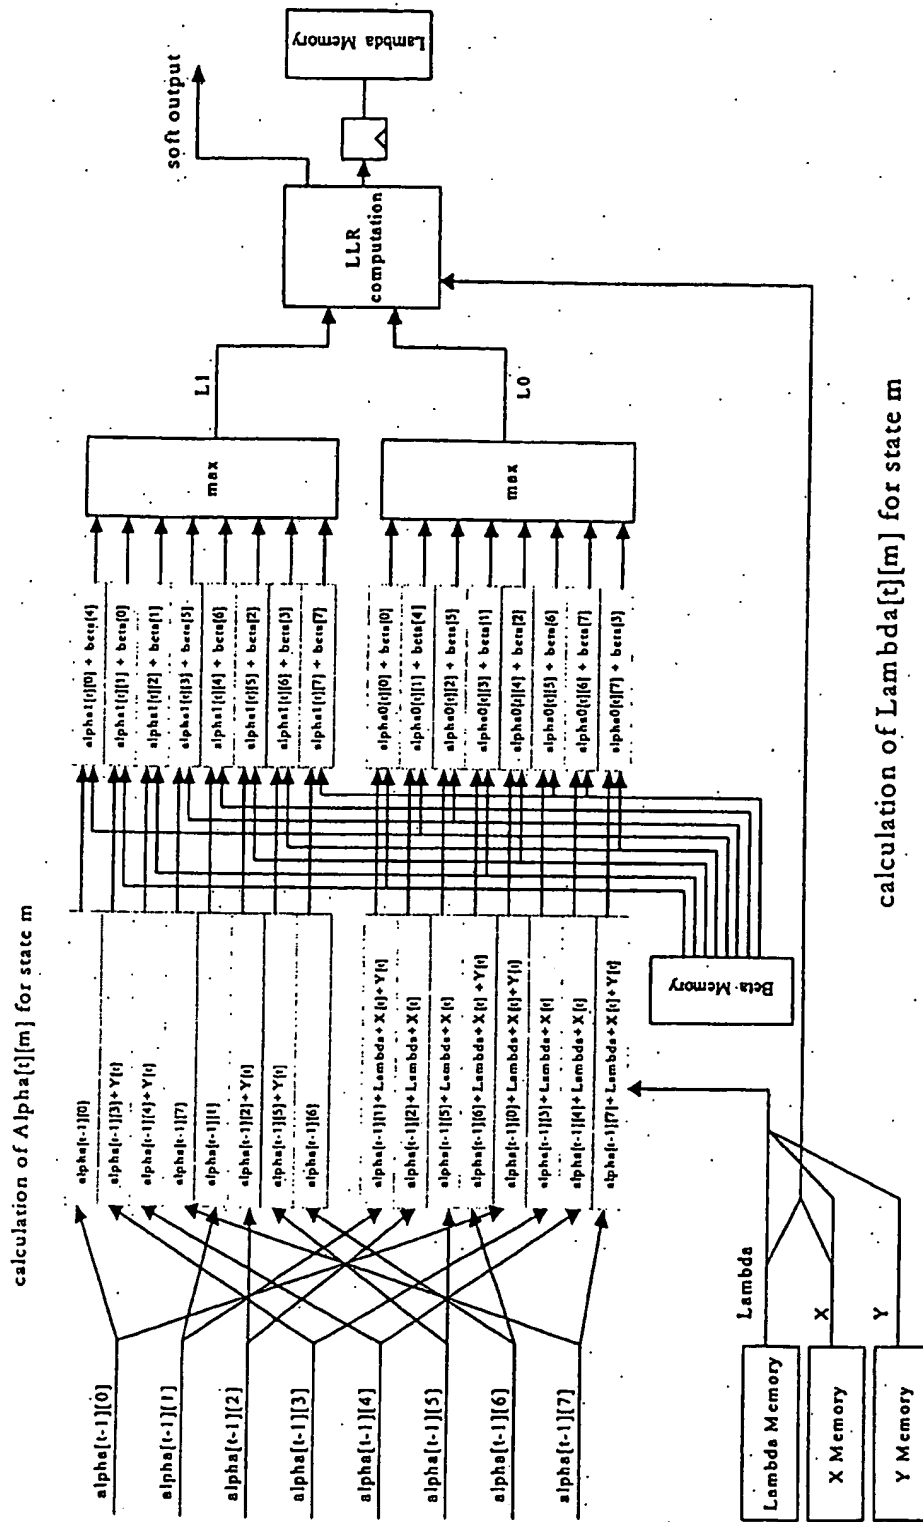 calculation of Alpha[t][m] for state m
alpha[t-1][0]
alpha[t-1][1]
alpha[t-1][2]
alpha[t-1][3]
alpha[t-1][4]
alpha[t-1][5]
alpha[t-1][6]
alpha[t-1][7]
alpha[t-1][0]
alpha[t-1][3]+Y[t]
alpha[t-1][4]+Y[t]
alpha[t-1][7]
alpha[t-1][1]
alpha[t-1][2]+Y[t]
alpha[t-1][5]+Y[t]
alpha[t-1][6]
alpha[t-1][1]+Lambda+X[t]+Y[t]
alpha[t-1][2]+Lambda+X[t]
alpha[t-1][5]+Lambda+X[t]
alpha[t-1][6]+Lambda+X[t]+Y[t]
alpha[t-1][0]+Lambda+X[t]+Y[t]
alpha[t-1][3]+Lambda+X[t]
alpha[t-1][4]+Lambda+X[t]
alpha[t-1][7]+Lambda+X[t]+Y[t]
alpha1[t][0] + beta[4]
alpha1[t][1] + beta[0]
alpha1[t][2] + beta[1]
alpha1[t][3] + beta[5]
alpha1[t][4] + beta[6]
alpha1[t][5] + beta[2]
alpha1[t][6] + beta[3]
alpha1[t][7] + beta[7]
alpha0[t][0] + beta[0]
alpha0[t][1] + beta[4]
alpha0[t][2] + beta[5]
alpha0[t][3] + beta[1]
alpha0[t][4] + beta[2]
alpha0[t][5] + beta[6]
alpha0[t][6] + beta[7]
alpha0[t][7] + beta[3]
max
max
L1
L0
LLR
computation
soft output
Lambda Memory
Beta-Memory
Lambda Memory
X Memory
Y Memory
Lambda
X
Y
calculation of Lambda[t][m] for state m